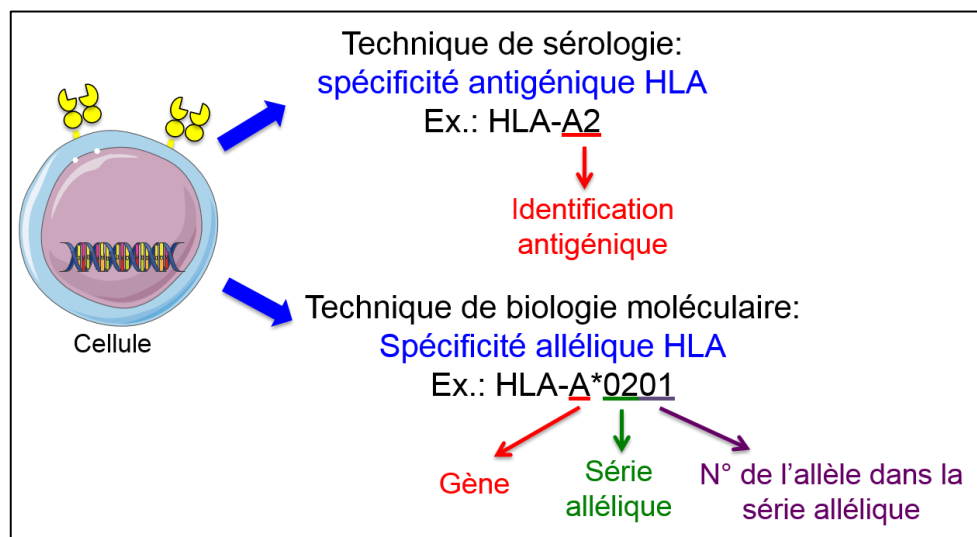 Technique de sérologie:
spécificité antigénique HLA
Ex.: HLA-A2
Identification
antigénique
Cellule
Technique de biologie moléculaire:
Spécificité allélique HLA
Ex.: HLA-A*0201
Gène
Série
allélique
N° de l'allèle dans la
série allélique